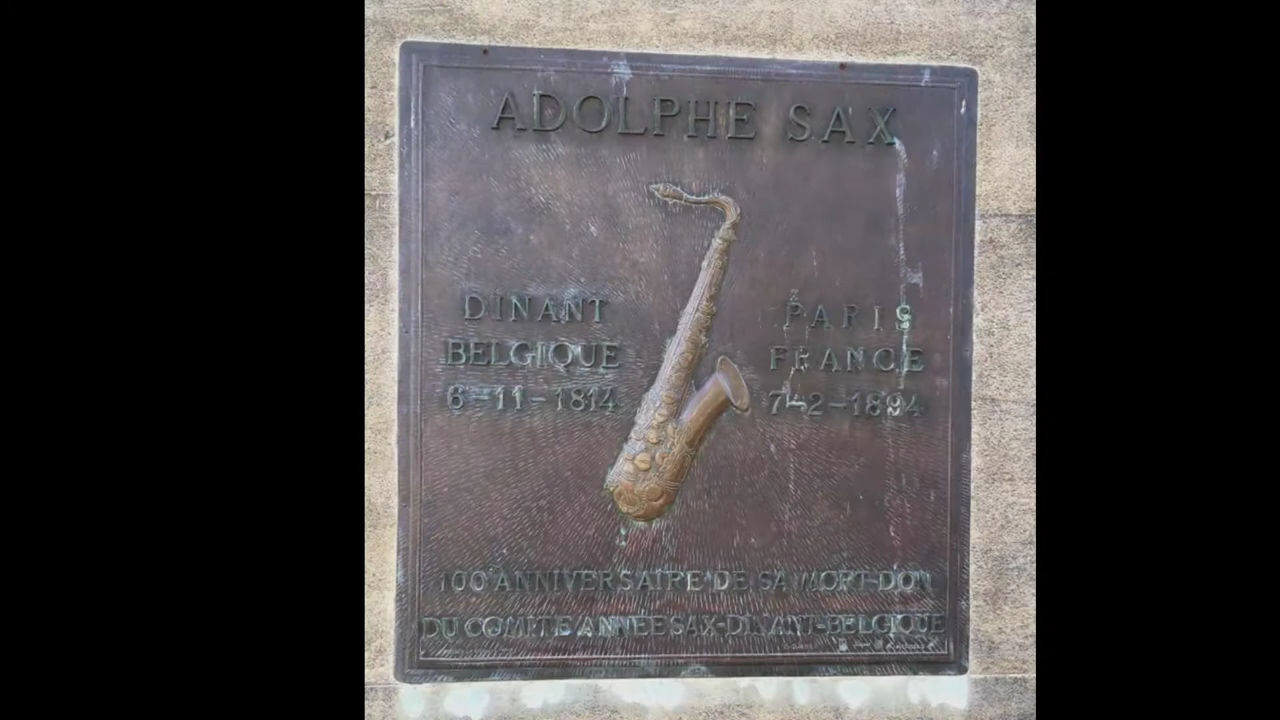 ADOLPHE SAX
DINANT
BELGIQUE
6-11-1814
PARIS
FRANCE
7-2-1894
100 ANNIVERSAIRE DE SA MORT-DON
DU COMITE ANNEE SAX-DINANT-BELGIQUE